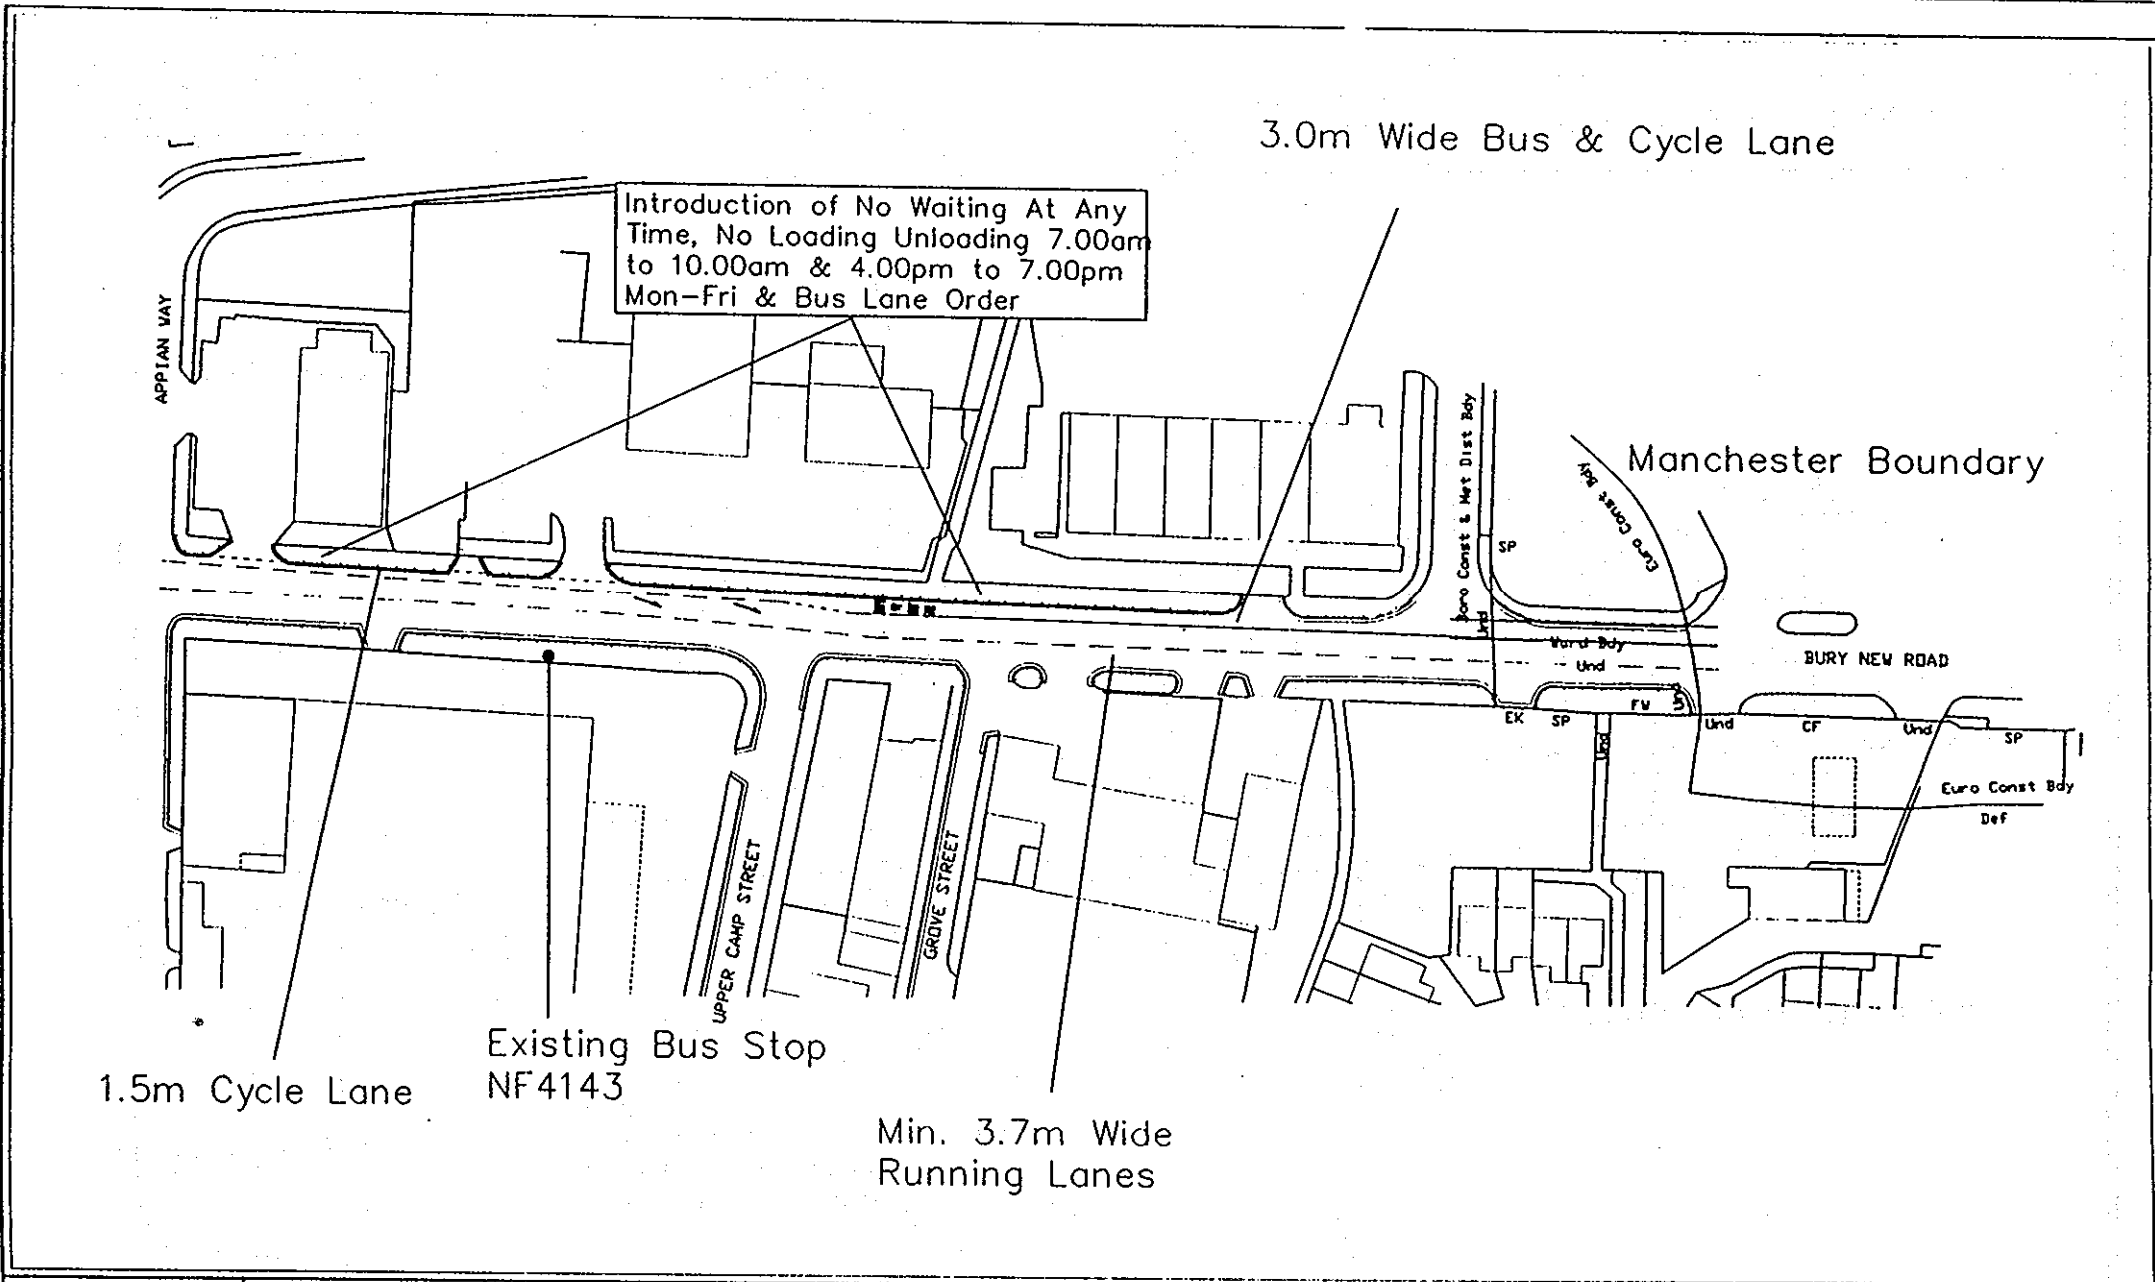 3.0m Wide Bus & Cycle Lane
Introduction of No Waiting At Any
Time, No Loading Unloading 7.00am
to 10.00am & 4.00pm to 7.00pm
Mon-Fri & Bus Lane Order
APPIAN WAY
Boro Const & Met Dist Bdy
Und
Manchester Boundary
Euro Const Bdy
SP
Ward Bdy
Und
BURY NEW ROAD
EK
SP
FW
Und
CF
Und
SP
Und
Euro Const Bdy
Def
UPPER CAMP STREET
GROVE STREET
Existing Bus Stop
NF4143
1.5m Cycle Lane
Min. 3.7m Wide
Running Lanes